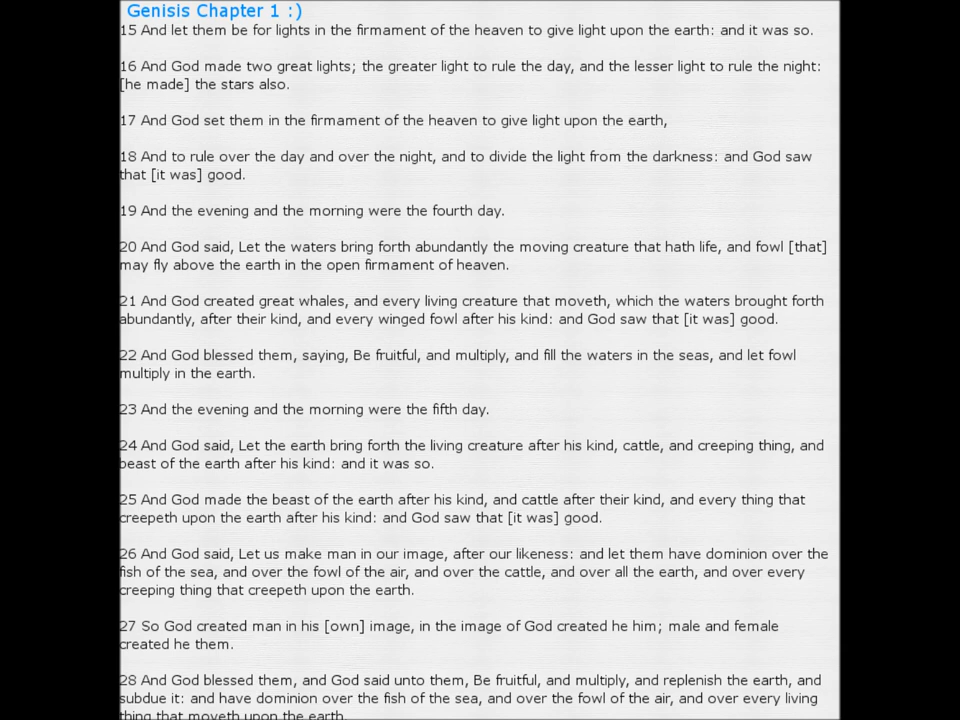 Genisis Chapter 1 :)
15 And let them be for lights in the firmament of the heaven to give light upon the earth: and it was so.
16 And God made two great lights; the greater light to rule the day, and the lesser light to rule the night:
[he made] the stars also.
17 And God set them in the firmament of the heaven to give light upon the earth,
18 And to rule over the day and over the night, and to divide the light from the darkness: and God saw
that [it was] good.
19 And the evening and the morning were the fourth day.
20 And God said, Let the waters bring forth abundantly the moving creature that hath life, and fowl [that]
may fly above the earth in the open firmament of heaven.
21 And God created great whales, and every living creature that moveth, which the waters brought forth
abundantly, after their kind, and every winged fowl after his kind: and God saw that [it was] good.
22 And God blessed them, saying, Be fruitful, and multiply, and fill the waters in the seas, and let fowl
multiply in the earth.
23 And the evening and the morning were the fifth day.
24 And God said, Let the earth bring forth the living creature after his kind, cattle, and creeping thing, and
beast of the earth after his kind: and it was so.
25 And God made the beast of the earth after his kind, and cattle after their kind, and every thing that
creepeth upon the earth after his kind: and God saw that [it was] good.
26 And God said, Let us make man in our image, after our likeness: and let them have dominion over the
fish of the sea, and over the fowl of the air, and over the cattle, and over all the earth, and over every
creeping thing that creepeth upon the earth.
27 So God created man in his [own] image, in the image of God created he him; male and female
created he them.
28 And God blessed them, and God said unto them, Be fruitful, and multiply, and replenish the earth, and
subdue it: and have dominion over the fish of the sea, and over the fowl of the air, and over every living
thing that moveth upon the earth.